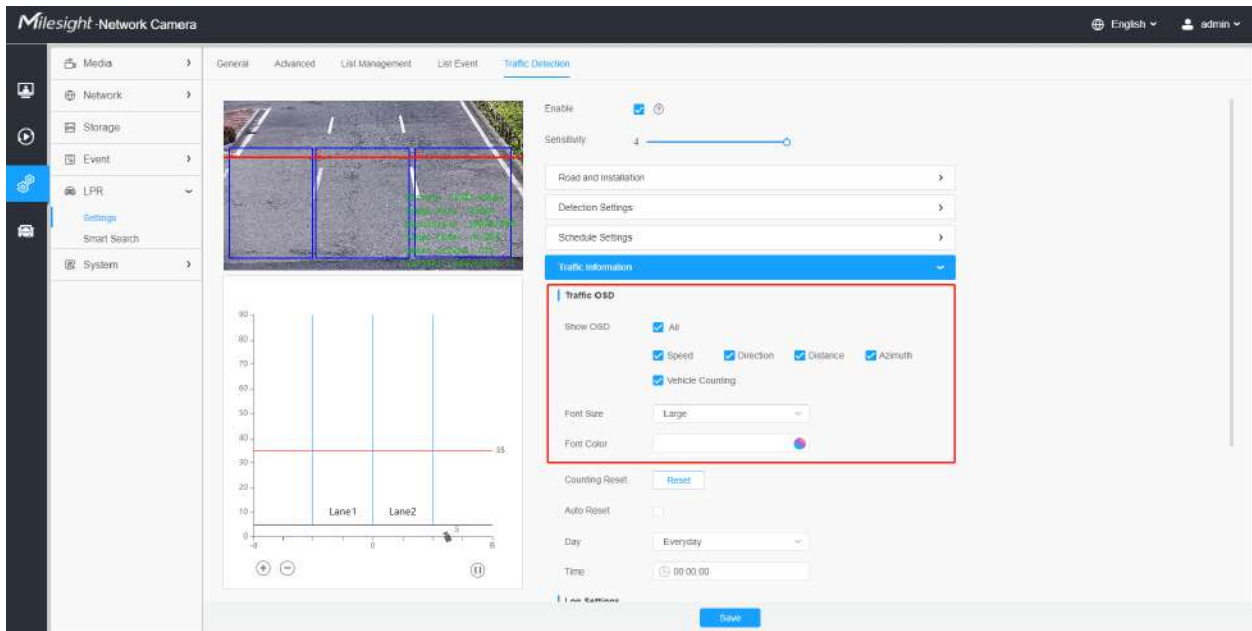 Milesight-Network Camera
English
admin
Media
Network
Storage
Event
LPR
Settings
Smart Search
System
General
Advanced
List Management
List Event
Traffic Detection
Enable
Sensitivity
4
Road and Installation
Detection Settings
Schedule Settings
Traffic Information
Traffic OSD
Show OSD
All
Speed
Direction
Distance
Azimuth
Vehicle Counting
Font Size
Large
Font Color
Counting Reset
Reset
Auto Reset
Day
Everyday
Time
00:00:00
Log Settings
Save
90
80
70
60
50
40
35
30
20
10
Lane1
Lane2
5
0
-8
0
8